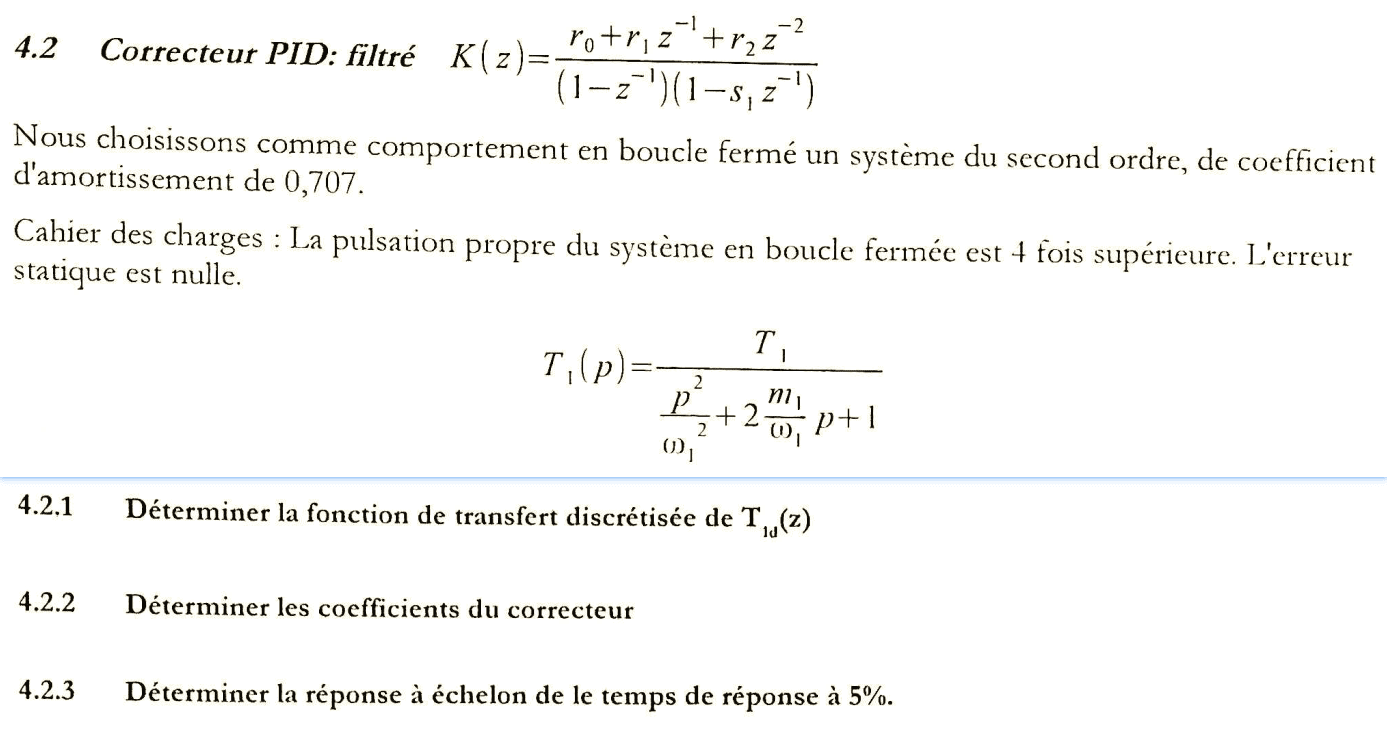 4.2 Correcteur PID: filtré K(z)=\frac{r_0+r_1 z^{-1}+r_2 z^{-2}}{(1-z^{-1})(1-s_1 z^{-1})}
Nous choisissons comme comportement en boucle fermé un système du second ordre, de coefficient
d'amortissement de 0,707.
Cahier des charges : La pulsation propre du système en boucle fermée est 4 fois supérieure. L'erreur
statique est nulle.
T_1(p)=\frac{T_1}{\frac{p^2}{ω_1^2}+2\frac{m_1}{ω_1}p+1}
4.2.1 Déterminer la fonction de transfert discrétisée de T_{1d}(z)
4.2.2 Déterminer les coefficients du correcteur
4.2.3 Déterminer la réponse à échelon de le temps de réponse à 5%.